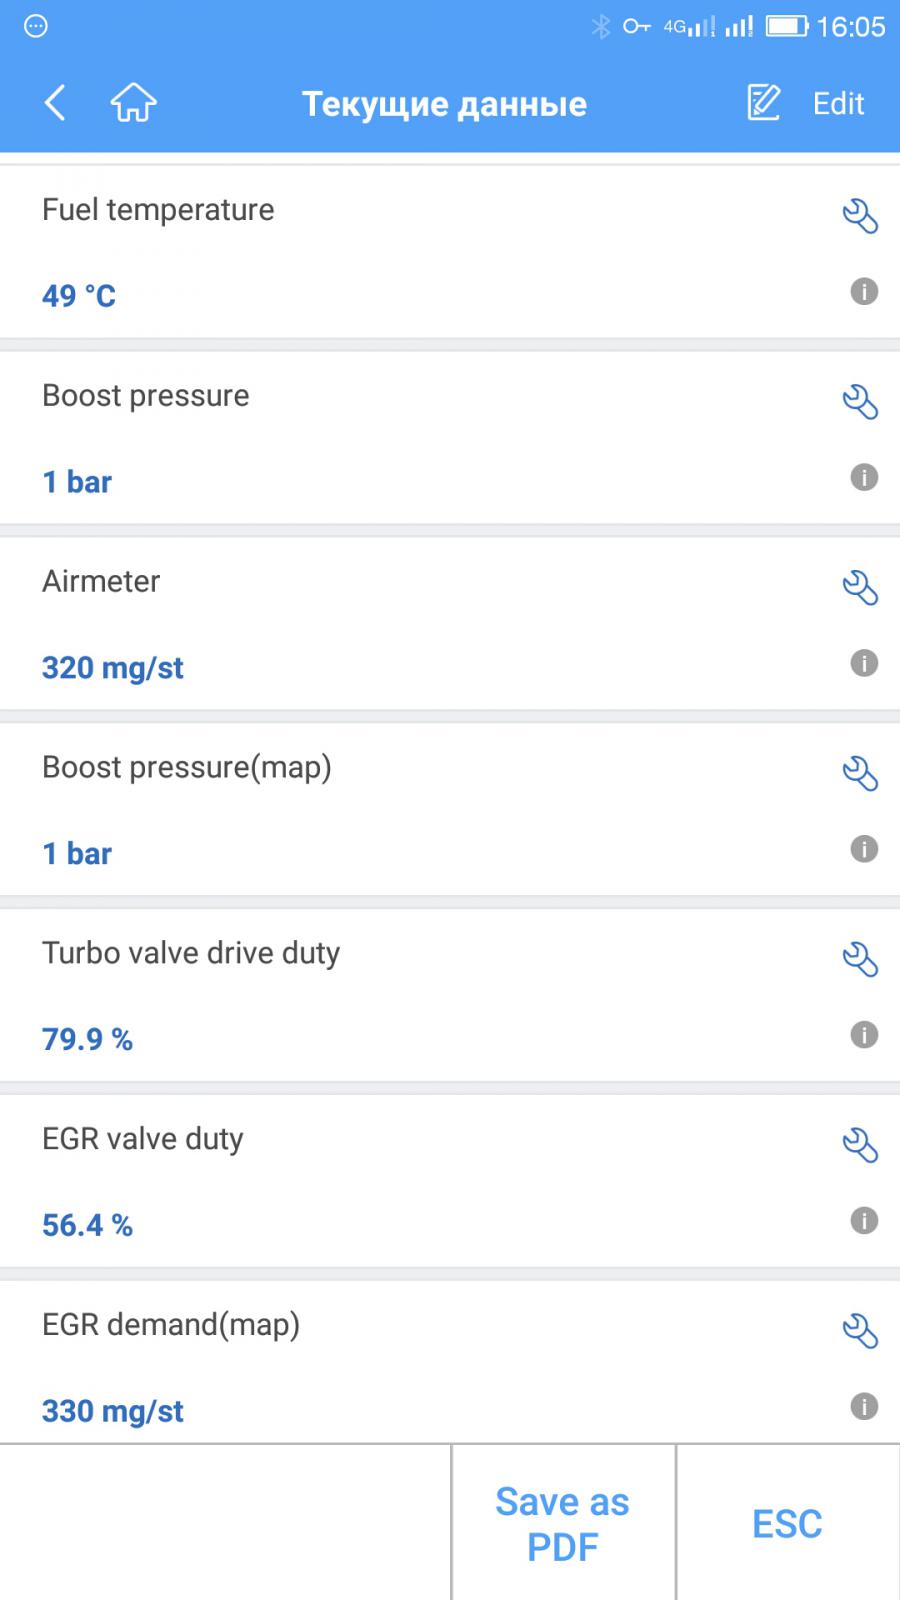 4G 16:05
Текущие данные Edit
Fuel temperature
49 °C
Boost pressure
1 bar
Airmeter
320 mg/st
Boost pressure(map)
1 bar
Turbo valve drive duty
79.9 %
EGR valve duty
56.4 %
EGR demand(map)
330 mg/st
Save as
PDF
ESC